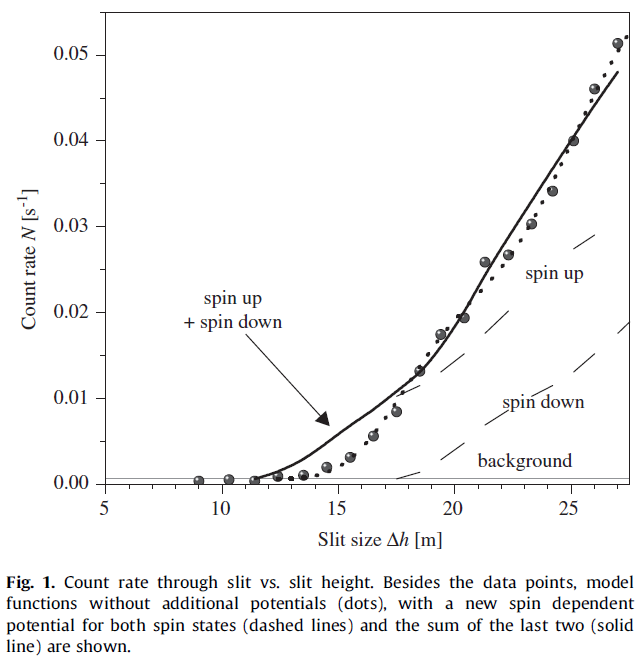 0.05
0.04
0.03
0.02
0.01
0.00
Count rate N [s⁻¹]
spin up
+ spin down
spin up
spin down
background
5 10 15 20 25
Slit size Δh [m]
Fig. 1. Count rate through slit vs. slit height. Besides the data points, model
functions without additional potentials (dots), with a new spin dependent
potential for both spin states (dashed lines) and the sum of the last two (solid
line) are shown.